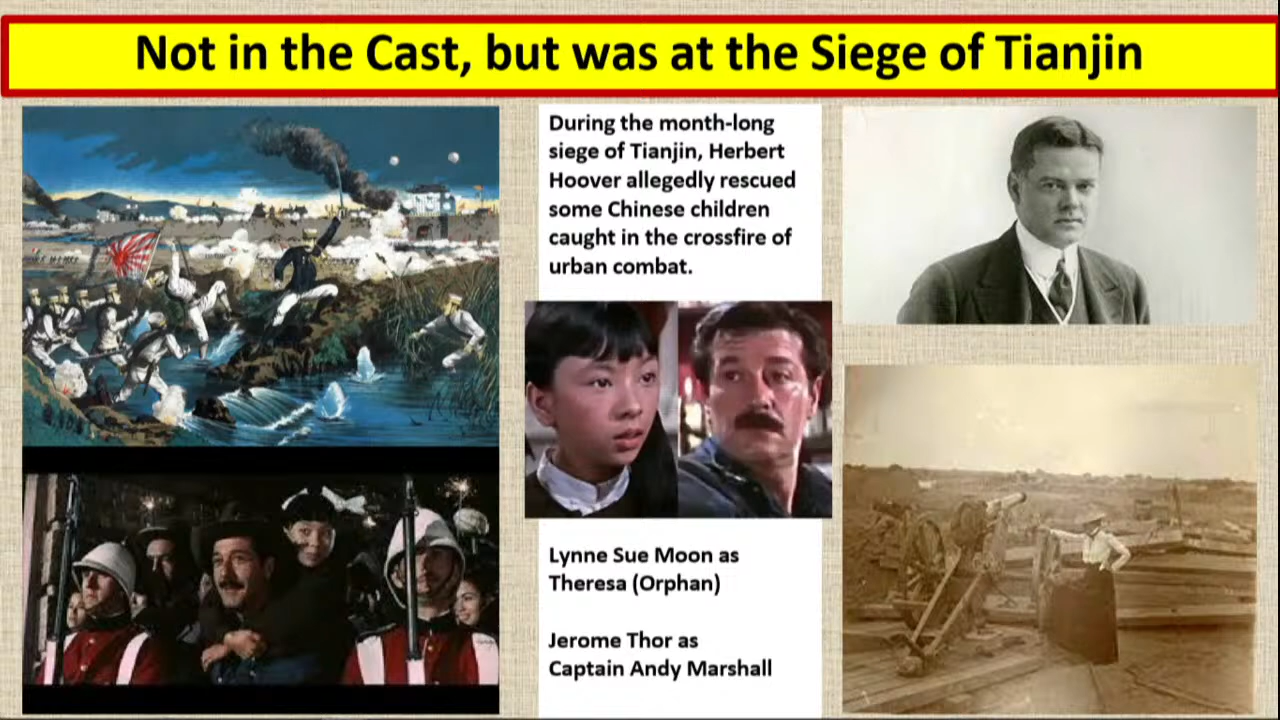 Not in the Cast, but was at the Siege of Tianjin
During the month-long
siege of Tianjin, Herbert
Hoover allegedly rescued
some Chinese children
caught in the crossfire of
urban combat.
Lynne Sue Moon as
Theresa (Orphan)
Jerome Thor as
Captain Andy Marshall